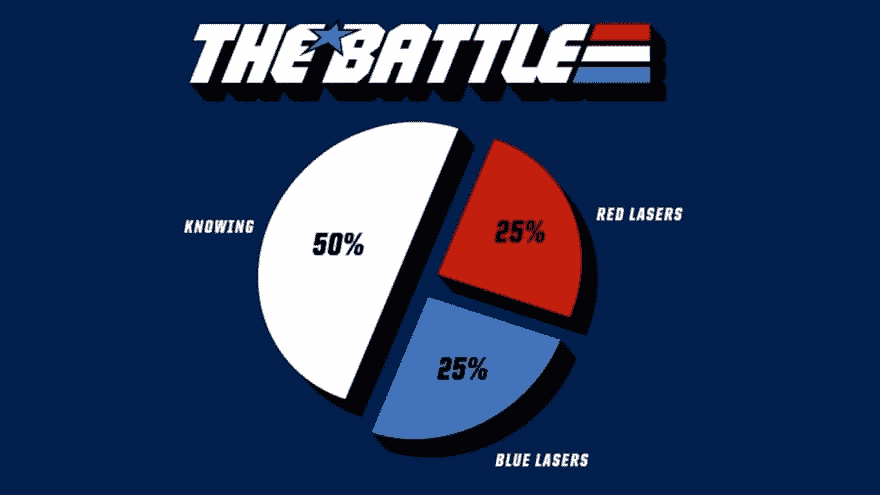 THE BATTLE
KNOWING
50%
25%
RED LASERS
25%
BLUE LASERS